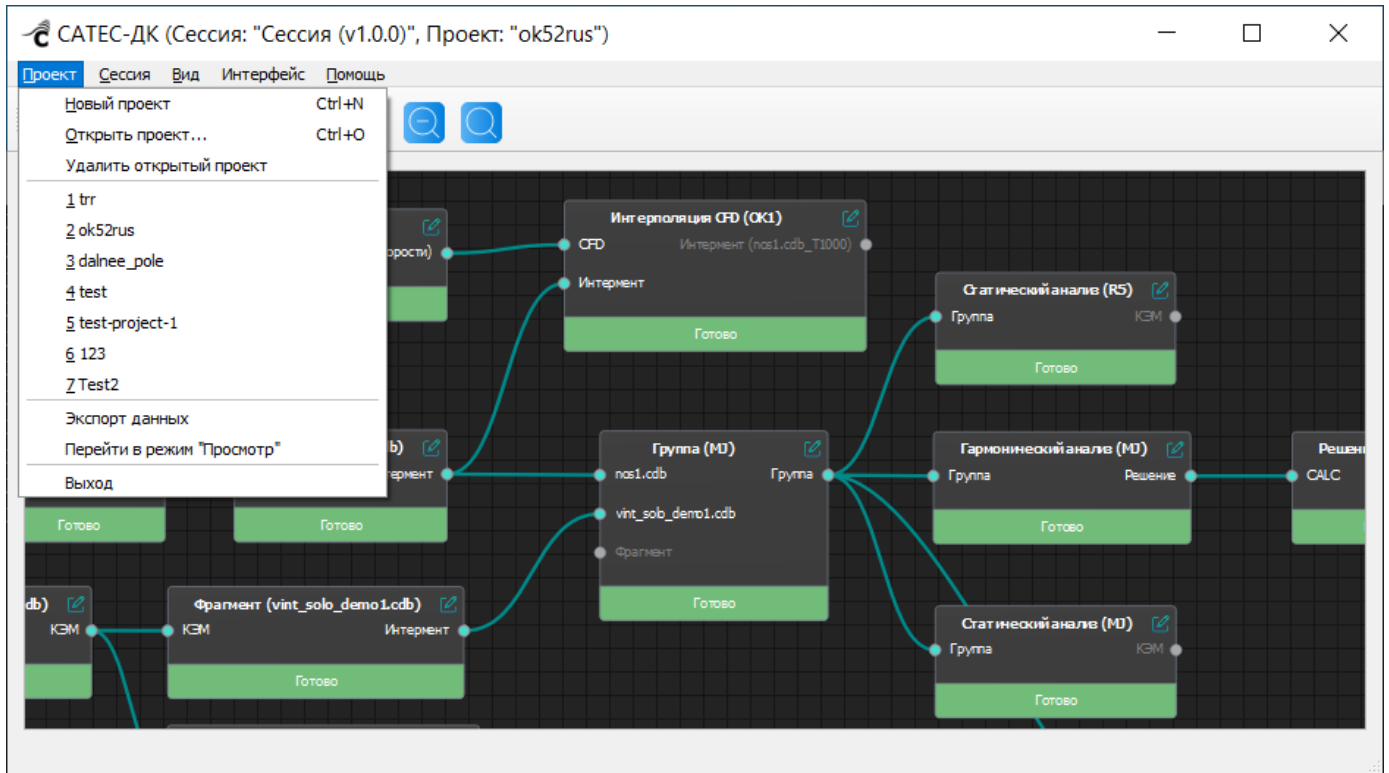 САТЕС-ДК (Сессия: "Сессия (v1.0.0)", Проект: "ok52rus")
Проект Сессия Вид Интерфейс Помощь
Новый проект Ctrl+N
Открыть проект... Ctrl+O
Удалить открытый проект
1 trr
2 ok52rus
3 dalnee_pole
4 test
5 test-project-1
6 123
7 Test2
Экспорт данных
Перейти в режим "Просмотр"
Выход
Интерполяция CFD (OK1)
CFD Интермент (nos1.cdb_T1000)
Интермент
Готово
Статический анализ (R5)
Группа КЭМ
Готово
Группа (MJ)
nos1.cdb Группа
vint_solo_demo1.cdb
Фрагмент
Готово
Гармонический анализ (MJ)
Группа Решение
Готово
CALC
Готово
Готово
db)
КЭМ
Фрагмент (vint_solo_demo1.cdb)
КЭМ Интермент
Готово
Статический анализ (MJ)
Группа КЭМ
Готово